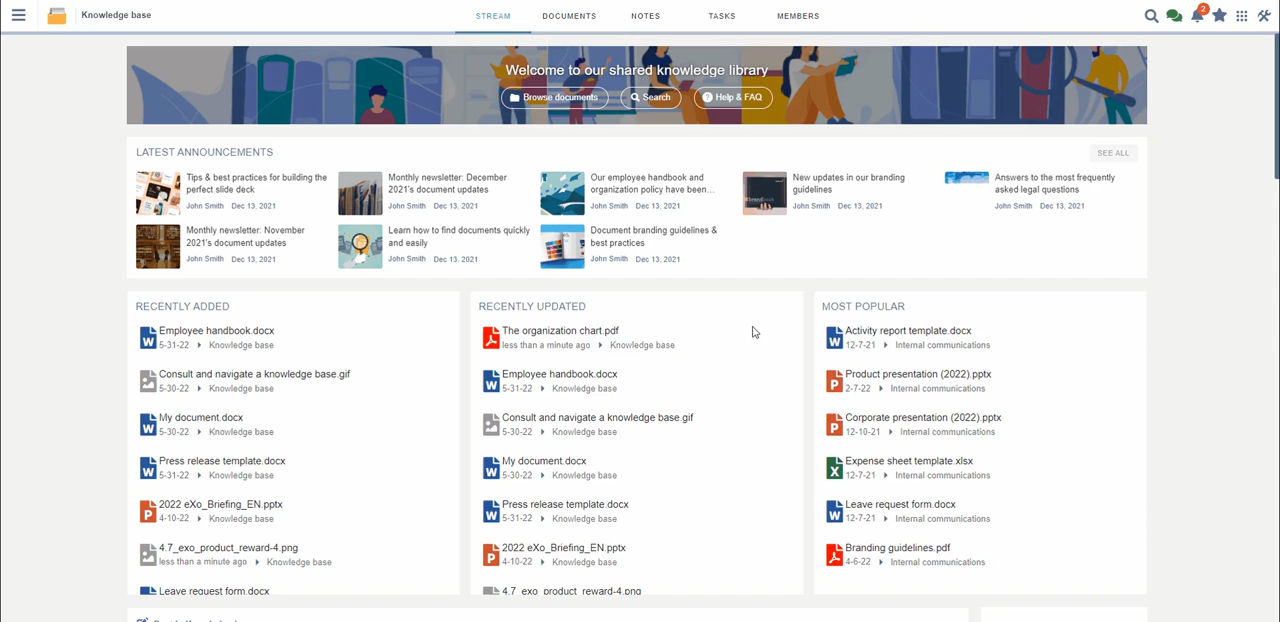 Knowledge base
STREAM
DOCUMENTS
NOTES
TASKS
MEMBERS
2
Welcome to our shared knowledge library
Browse documents
Search
Help & FAQ
LATEST ANNOUNCEMENTS
SEE ALL
Tips & best practices for building the
perfect slide deck
John Smith Dec 13, 2021
Monthly newsletter: December
2021's document updates
John Smith Dec 13, 2021
Our employee handbook and
organization policy have been...
John Smith Dec 13, 2021
New updates in our branding
guidelines
John Smith Dec 13, 2021
Answers to the most frequently
asked legal questions
John Smith Dec 13, 2021
Monthly newsletter: November
2021's document updates
John Smith Dec 13, 2021
Learn how to find documents quickly
and easily
John Smith Dec 13, 2021
Document branding guidelines &
best practices
John Smith Dec 13, 2021
RECENTLY ADDED
Employee handbook.docx
5-31-22 Knowledge base
Consult and navigate a knowledge base.gif
5-30-22 Knowledge base
My document.docx
5-30-22 Knowledge base
Press release template.docx
5-31-22 Knowledge base
2022 eXo_Briefing_EN.pptx
4-10-22 Knowledge base
4.7_exo_product_reward-4.png
less than a minute ago Knowledge base
Leave request form.docx
RECENTLY UPDATED
The organization chart.pdf
less than a minute ago Knowledge base
Employee handbook.docx
5-31-22 Knowledge base
Consult and navigate a knowledge base.gif
5-30-22 Knowledge base
My document.docx
5-30-22 Knowledge base
Press release template.docx
5-31-22 Knowledge base
2022 eXo_Briefing_EN.pptx
4-10-22 Knowledge base
4.7_exo_product_reward-4.png
MOST POPULAR
Activity report template.docx
12-7-21 Internal communications
Product presentation (2022).pptx
2-7-22 Internal communications
Corporate presentation (2022).pptx
12-10-21 Internal communications
Expense sheet template.xlsx
12-7-21 Internal communications
Leave request form.docx
12-7-21 Internal communications
Branding guidelines.pdf
4-6-22 Internal communications